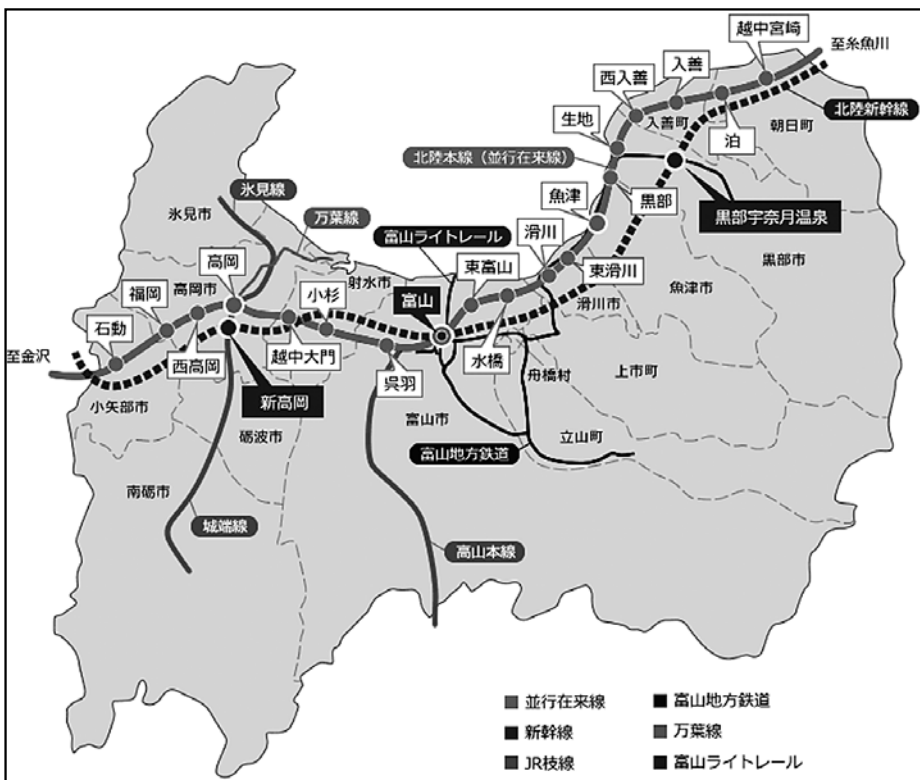 越中宮崎
至糸魚川
入善
西入善
北陸新幹線
生地
入善町
泊
朝日町
北陸本線（並行在来線）
魚津
黒部
黒部宇奈月温泉
氷見線
氷見市
万葉線
富山ライトレール
滑川
黒部市
高岡
東富山
東滑川
魚津市
高岡市
射水市
福岡
小杉
富山
滑川市
石動
至金沢
西高岡
越中大門
水橋
呉羽
舟橋村
上市町
小矢部市
新高岡
富山市
砺波市
立山町
富山地方鉄道
南砺市
城端線
高山本線
並行在来線
富山地方鉄道
新幹線
万葉線
JR枝線
富山ライトレール